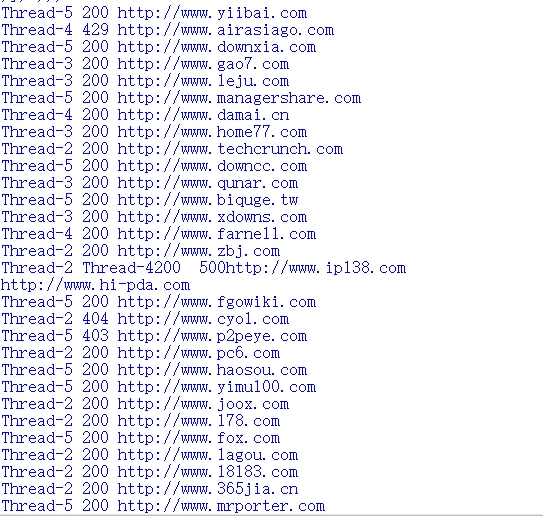 Thread-5 200 http://www.yiibai.com
Thread-4 429 http://www.airasiago.com
Thread-5 200 http://www.downxia.com
Thread-3 200 http://www.gao7.com
Thread-3 200 http://www.leju.com
Thread-5 200 http://www.managershare.com
Thread-4 200 http://www.damai.cn
Thread-3 200 http://www.home77.com
Thread-2 200 http://www.techcrunch.com
Thread-5 200 http://www.downcc.com
Thread-3 200 http://www.qunar.com
Thread-5 200 http://www.biquge.tw
Thread-3 200 http://www.xdowns.com
Thread-4 200 http://www.farnell.com
Thread-2 200 http://www.zbj.com
Thread-2 Thread-4200  500http://www.ip138.com
http://www.hi-pda.com
Thread-5 200 http://www.fgowiki.com
Thread-2 404 http://www.cyol.com
Thread-5 403 http://www.p2peye.com
Thread-2 200 http://www.pc6.com
Thread-5 200 http://www.haosou.com
Thread-5 200 http://www.yimu100.com
Thread-2 200 http://www.joox.com
Thread-2 200 http://www.178.com
Thread-5 200 http://www.fox.com
Thread-2 200 http://www.lagou.com
Thread-2 200 http://www.18183.com
Thread-2 200 http://www.365jia.cn
Thread-5 200 http://www.mrporter.com